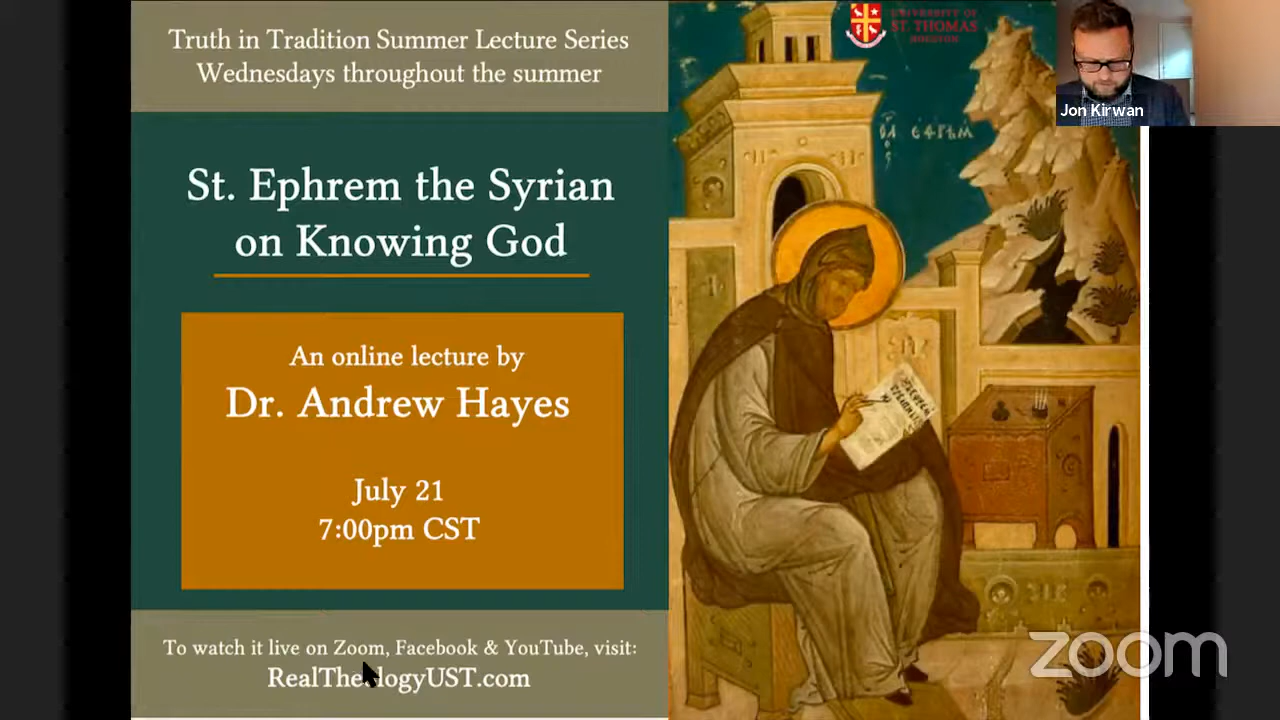 Truth in Tradition Summer Lecture Series
Wednesdays throughout the summer
St. Ephrem the Syrian
on Knowing God
An online lecture by
Dr. Andrew Hayes
July 21
7:00pm CST
To watch it live on Zoom, Facebook & YouTube, visit:
RealTheologyUST.com
UNIVERSITY OF
ST. THOMAS
HOUSTON
Jon Kirwan
zoom